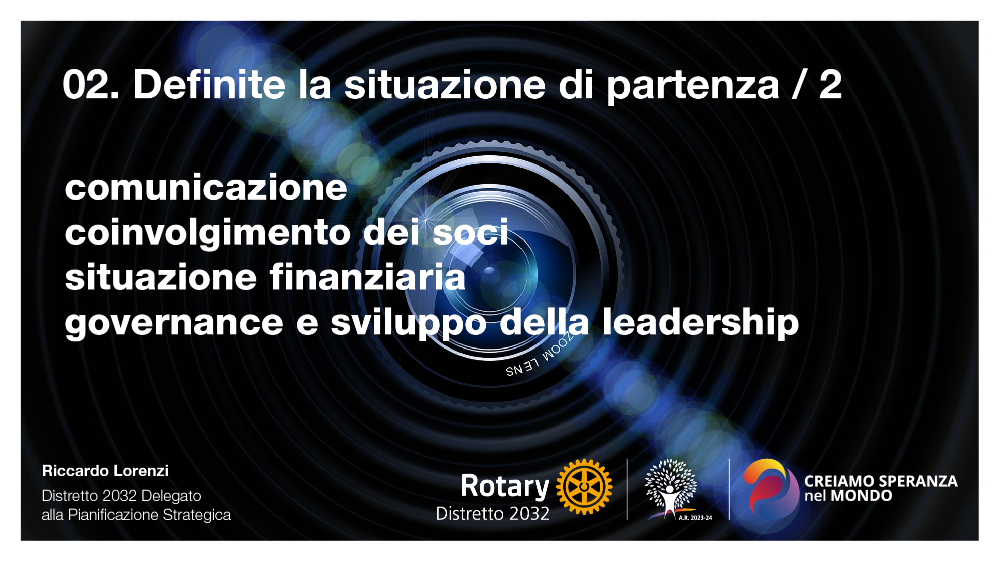 02. Definite la situazione di partenza / 2
comunicazione
coinvolgimento dei soci
situazione finanziaria
governance e sviluppo della leadership
ZOOM LENS
Riccardo Lorenzi
Distretto 2032 Delegato
alla Pianificazione Strategica
Rotary
Distretto 2032
A.R. 2023-24
CREIAMO SPERANZA
nel MONDO